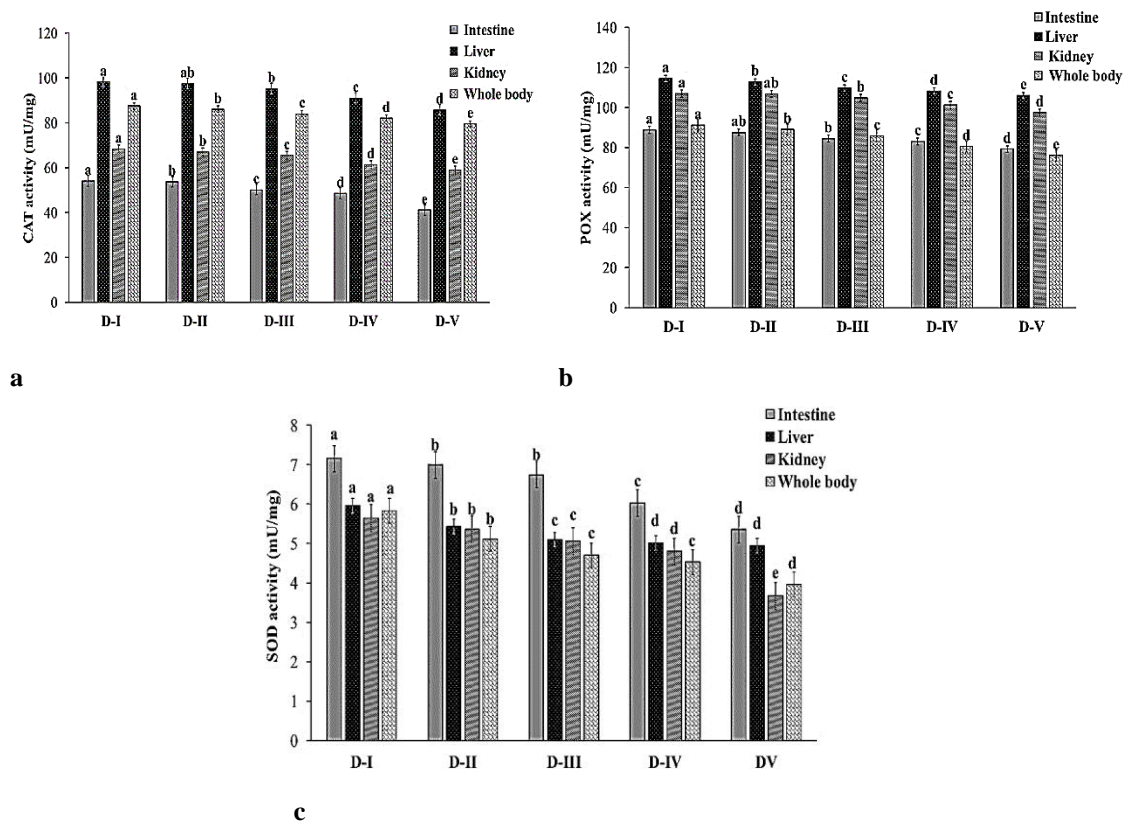 Intestine
Liver
Kidney
Whole body
CAT activity (mU/mg)
120
100
80
60
40
20
0
a a a a
b ab b b
c b c c
d c d d
e d e e
D-I D-II D-III D-IV D-V
a
Intestine
Liver
Kidney
Whole body
POX activity (mU/mg)
140
120
100
80
60
40
20
0
a a a a
ab b ab b
b c b c
c d c d
d e d e
D-I D-II D-III D-IV D-V
b
Intestine
Liver
Kidney
Whole body
SOD activity (mU/mg)
8
7
6
5
4
3
2
1
0
a a a a
b b b b
b c c c
c d d c
d d e d
D-I D-II D-III D-IV DV
c